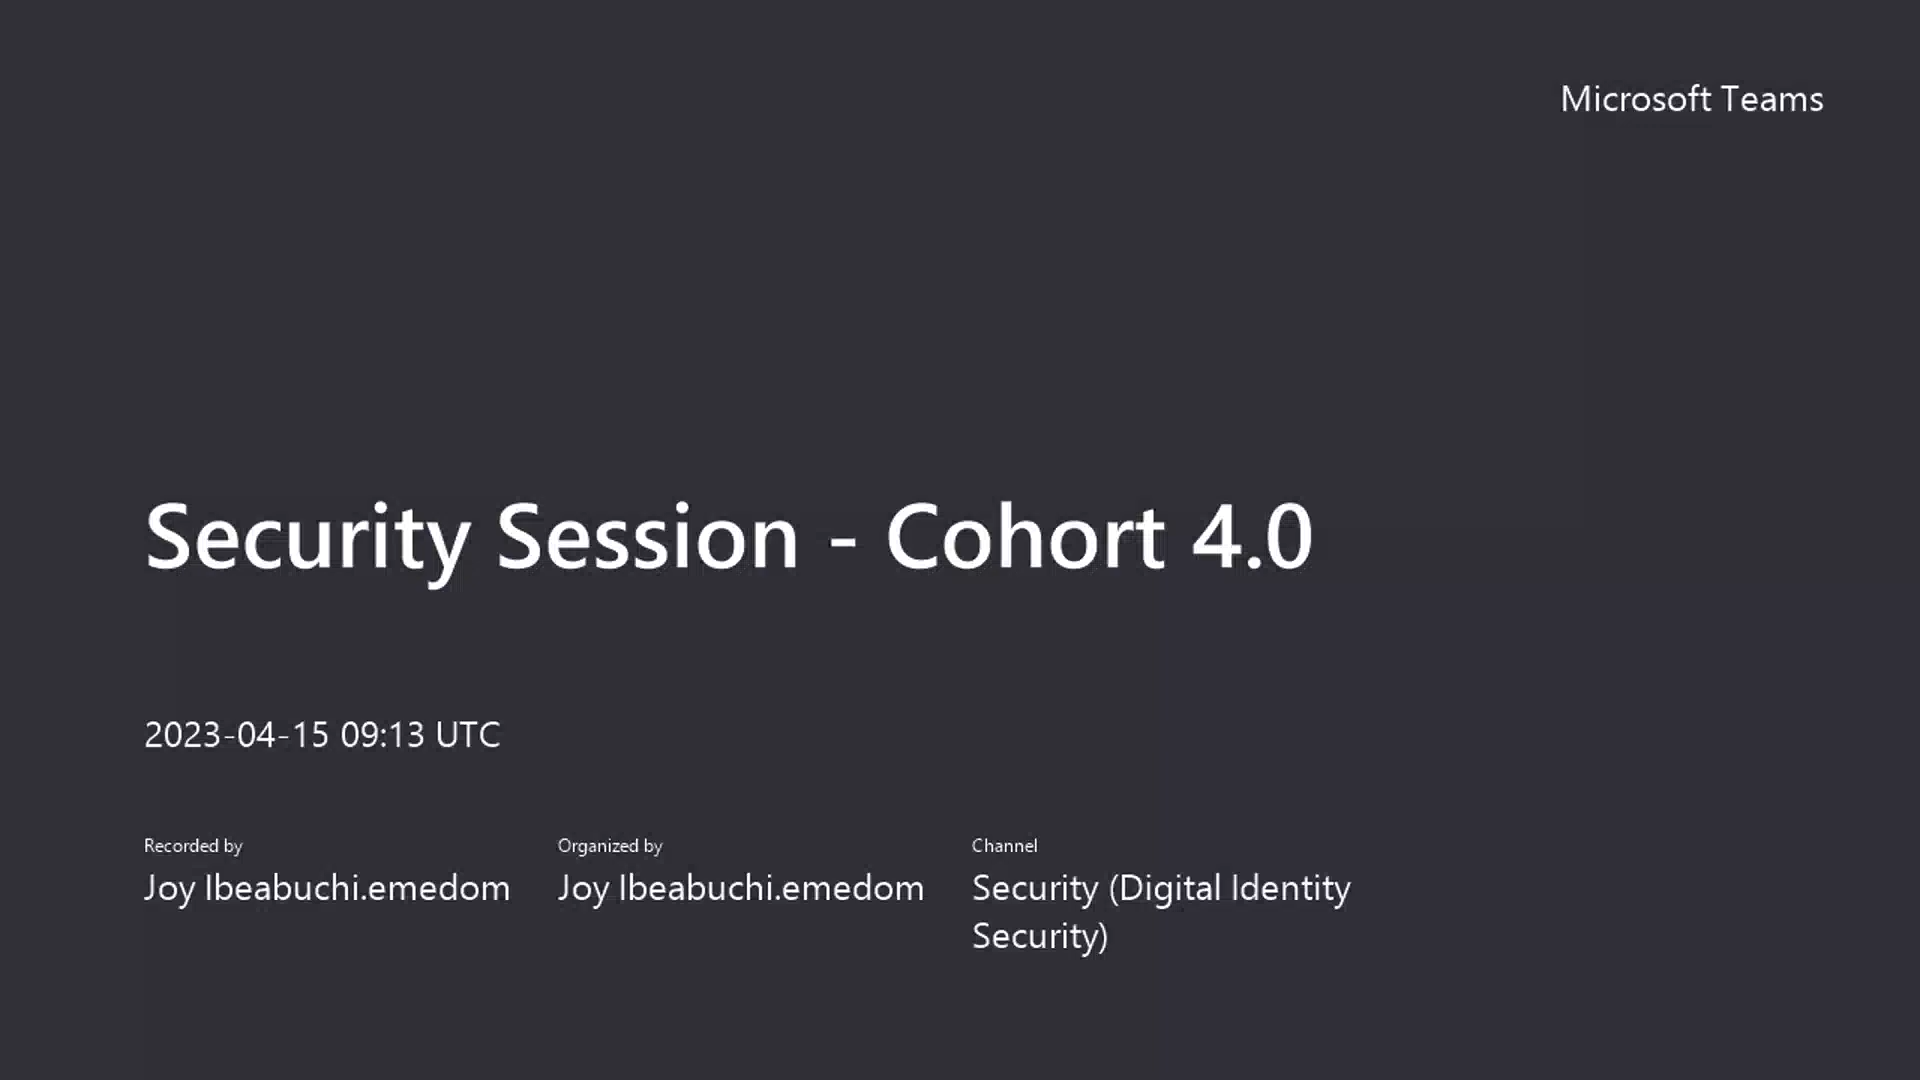 Microsoft Teams
Security Session - Cohort 4.0
2023-04-15 09:13 UTC
Recorded by
Joy Ibeabuchi.emedom
Organized by
Joy Ibeabuchi.emedom
Channel
Security (Digital Identity
Security)